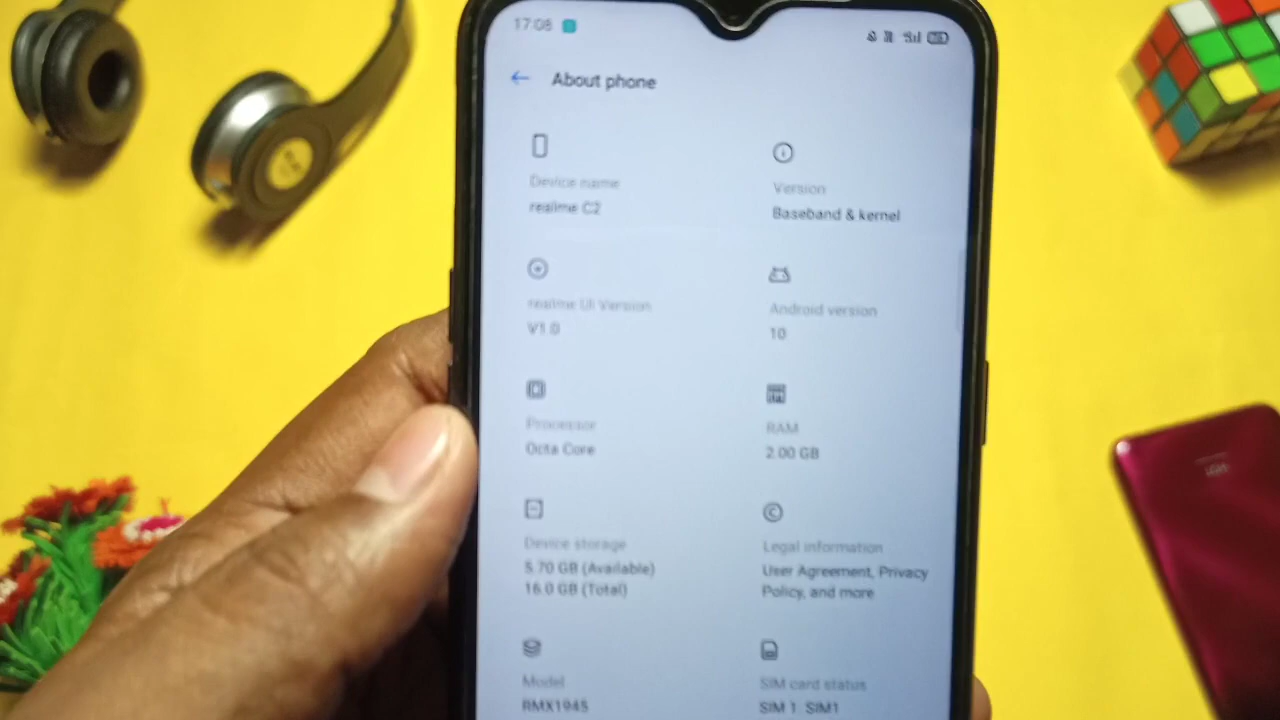 17:08
About phone
Device name
realme C2
Version
Baseband & kernel
realme UI Version
V1.0
Android version
10
Processor
Octa Core
RAM
2.00 GB
Device storage
5.70 GB (Available)
16.0 GB (Total)
Legal information
User Agreement, Privacy
Policy, and more
Model
RMX1945
SIM card status
SIM 1 SIM1